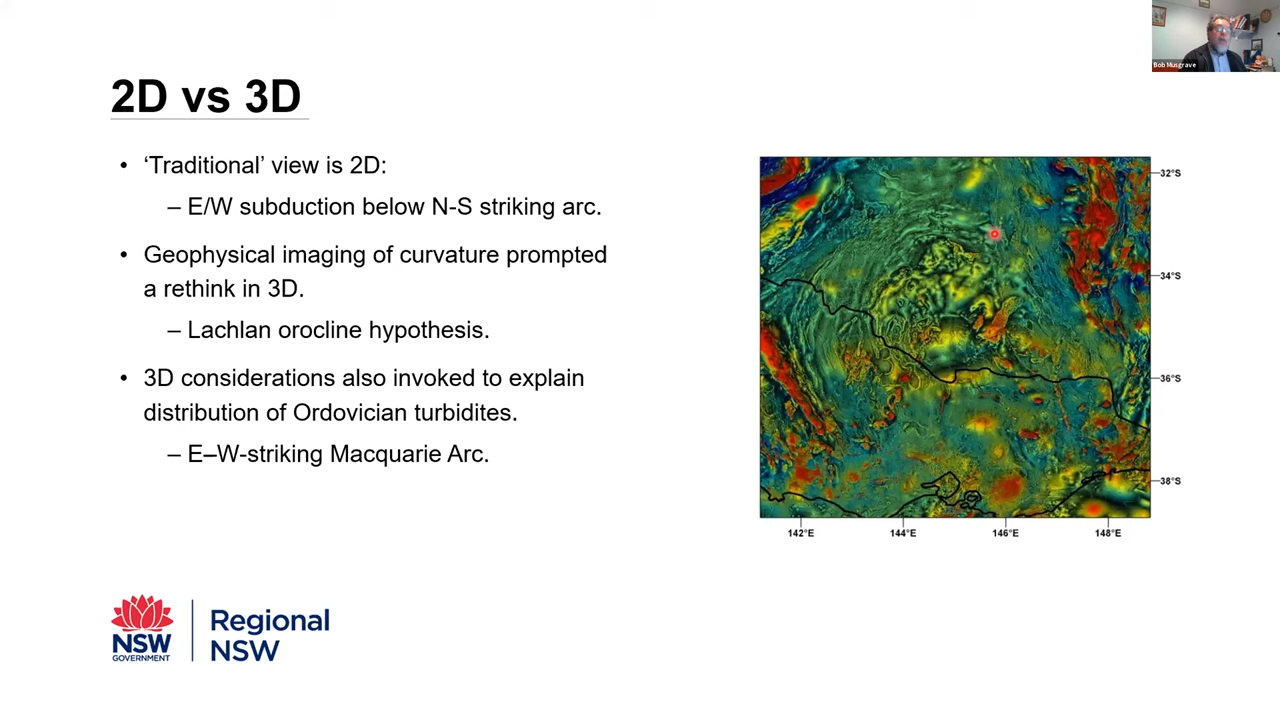 Bob Musgrave
2D vs 3D
• ‘Traditional’ view is 2D:
– E/W subduction below N-S striking arc.
• Geophysical imaging of curvature prompted
a rethink in 3D.
– Lachlan orocline hypothesis.
• 3D considerations also invoked to explain
distribution of Ordovician turbidites.
– E–W-striking Macquarie Arc.
32°S
34°S
36°S
38°S
142°E 144°E 146°E 148°E
NSW
GOVERNMENT
Regional
NSW